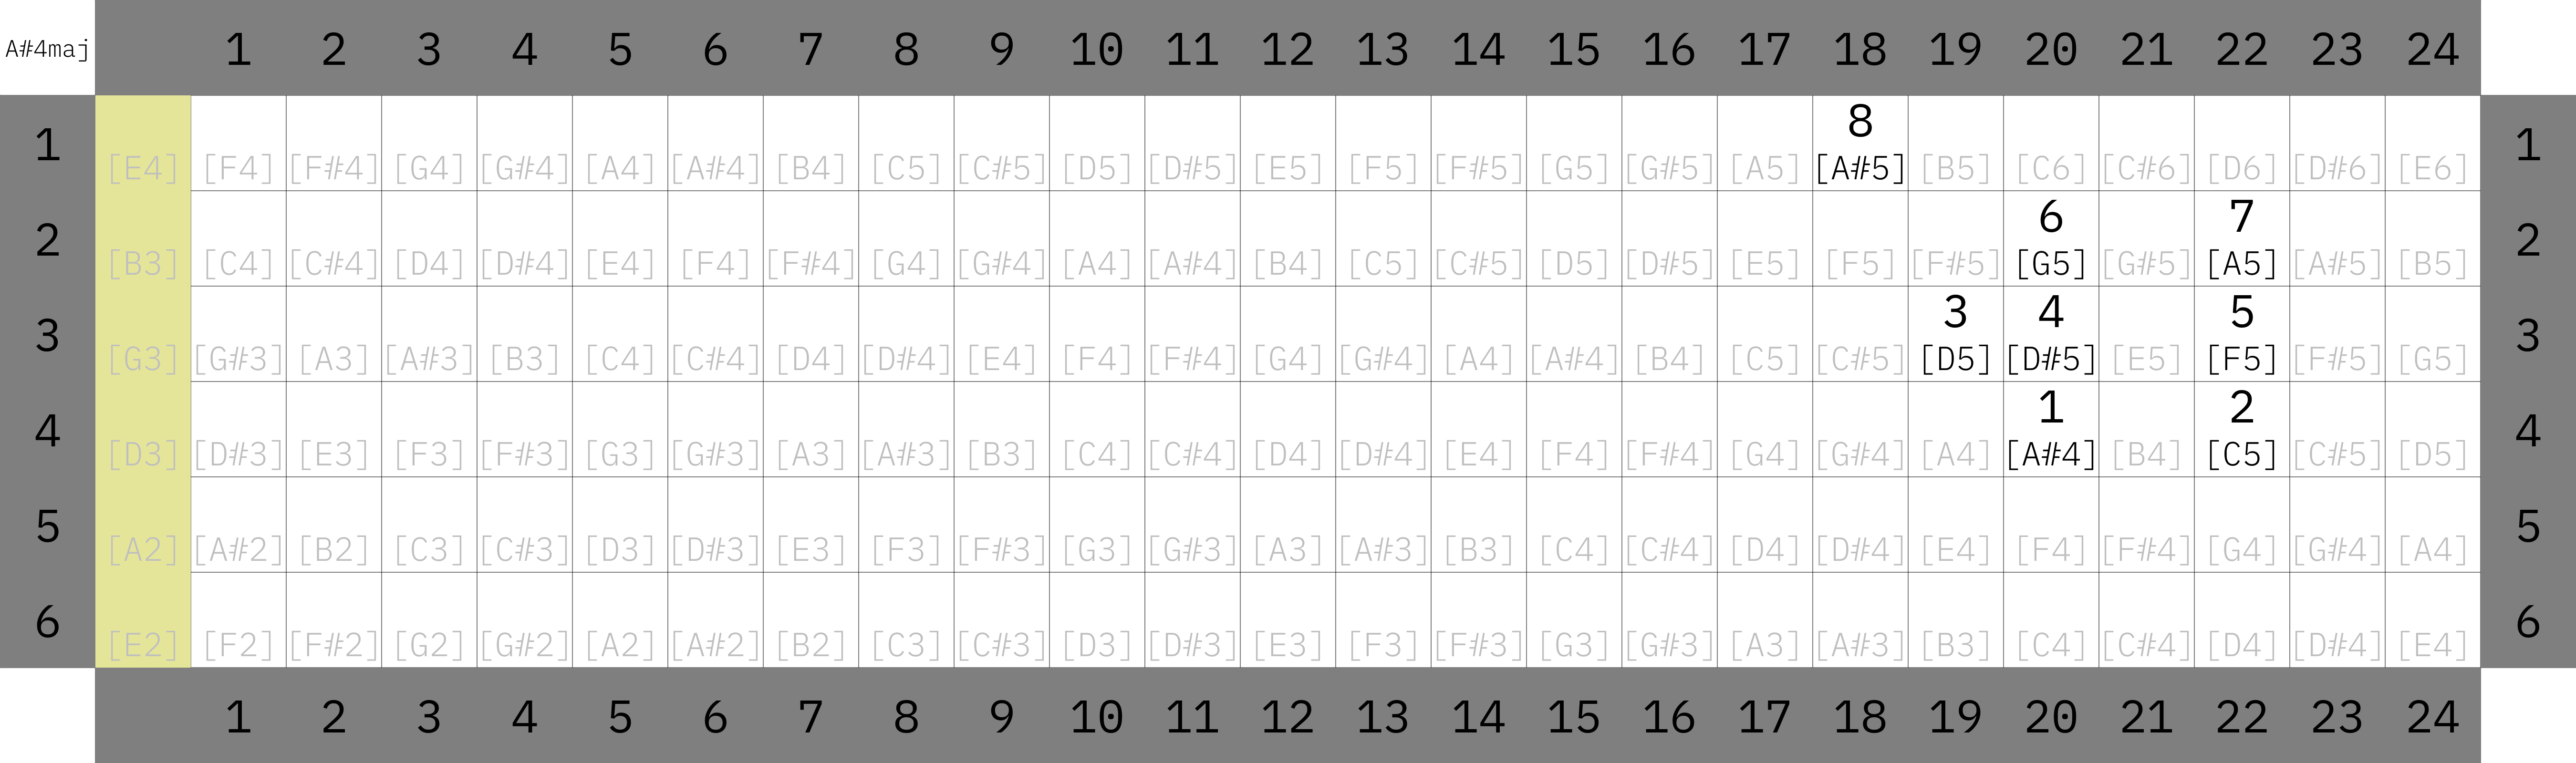 A#4maj 1 2 3 4 5 6 7 8 9 10 11 12 13 14 15 16 17 18 19 20 21 22 23 24
8
1 [E4] [F4] [F#4] [G4] [G#4] [A4] [A#4] [B4] [C5] [C#5] [D5] [D#5] [E5] [F5] [F#5] [G5] [G#5] [A5] [A#5] [B5] [C6] [C#6] [D6] [D#6] [E6] 1
6 7
2 [B3] [C4] [C#4] [D4] [D#4] [E4] [F4] [F#4] [G4] [G#4] [A4] [A#4] [B4] [C5] [C#5] [D5] [D#5] [E5] [F5] [F#5] [G5] [G#5] [A5] [A#5] [B5] 2
3 4 5
3 [G3] [G#3] [A3] [A#3] [B3] [C4] [C#4] [D4] [D#4] [E4] [F4] [F#4] [G4] [G#4] [A4] [A#4] [B4] [C5] [C#5] [D5] [D#5] [E5] [F5] [F#5] [G5] 3
1 2
4 [D3] [D#3] [E3] [F3] [F#3] [G3] [G#3] [A3] [A#3] [B3] [C4] [C#4] [D4] [D#4] [E4] [F4] [F#4] [G4] [G#4] [A4] [A#4] [B4] [C5] [C#5] [D5] 4
5 [A2] [A#2] [B2] [C3] [C#3] [D3] [D#3] [E3] [F3] [F#3] [G3] [G#3] [A3] [A#3] [B3] [C4] [C#4] [D4] [D#4] [E4] [F4] [F#4] [G4] [G#4] [A4] 5
6 [E2] [F2] [F#2] [G2] [G#2] [A2] [A#2] [B2] [C3] [C#3] [D3] [D#3] [E3] [F3] [F#3] [G3] [G#3] [A3] [A#3] [B3] [C4] [C#4] [D4] [D#4] [E4] 6
1 2 3 4 5 6 7 8 9 10 11 12 13 14 15 16 17 18 19 20 21 22 23 24